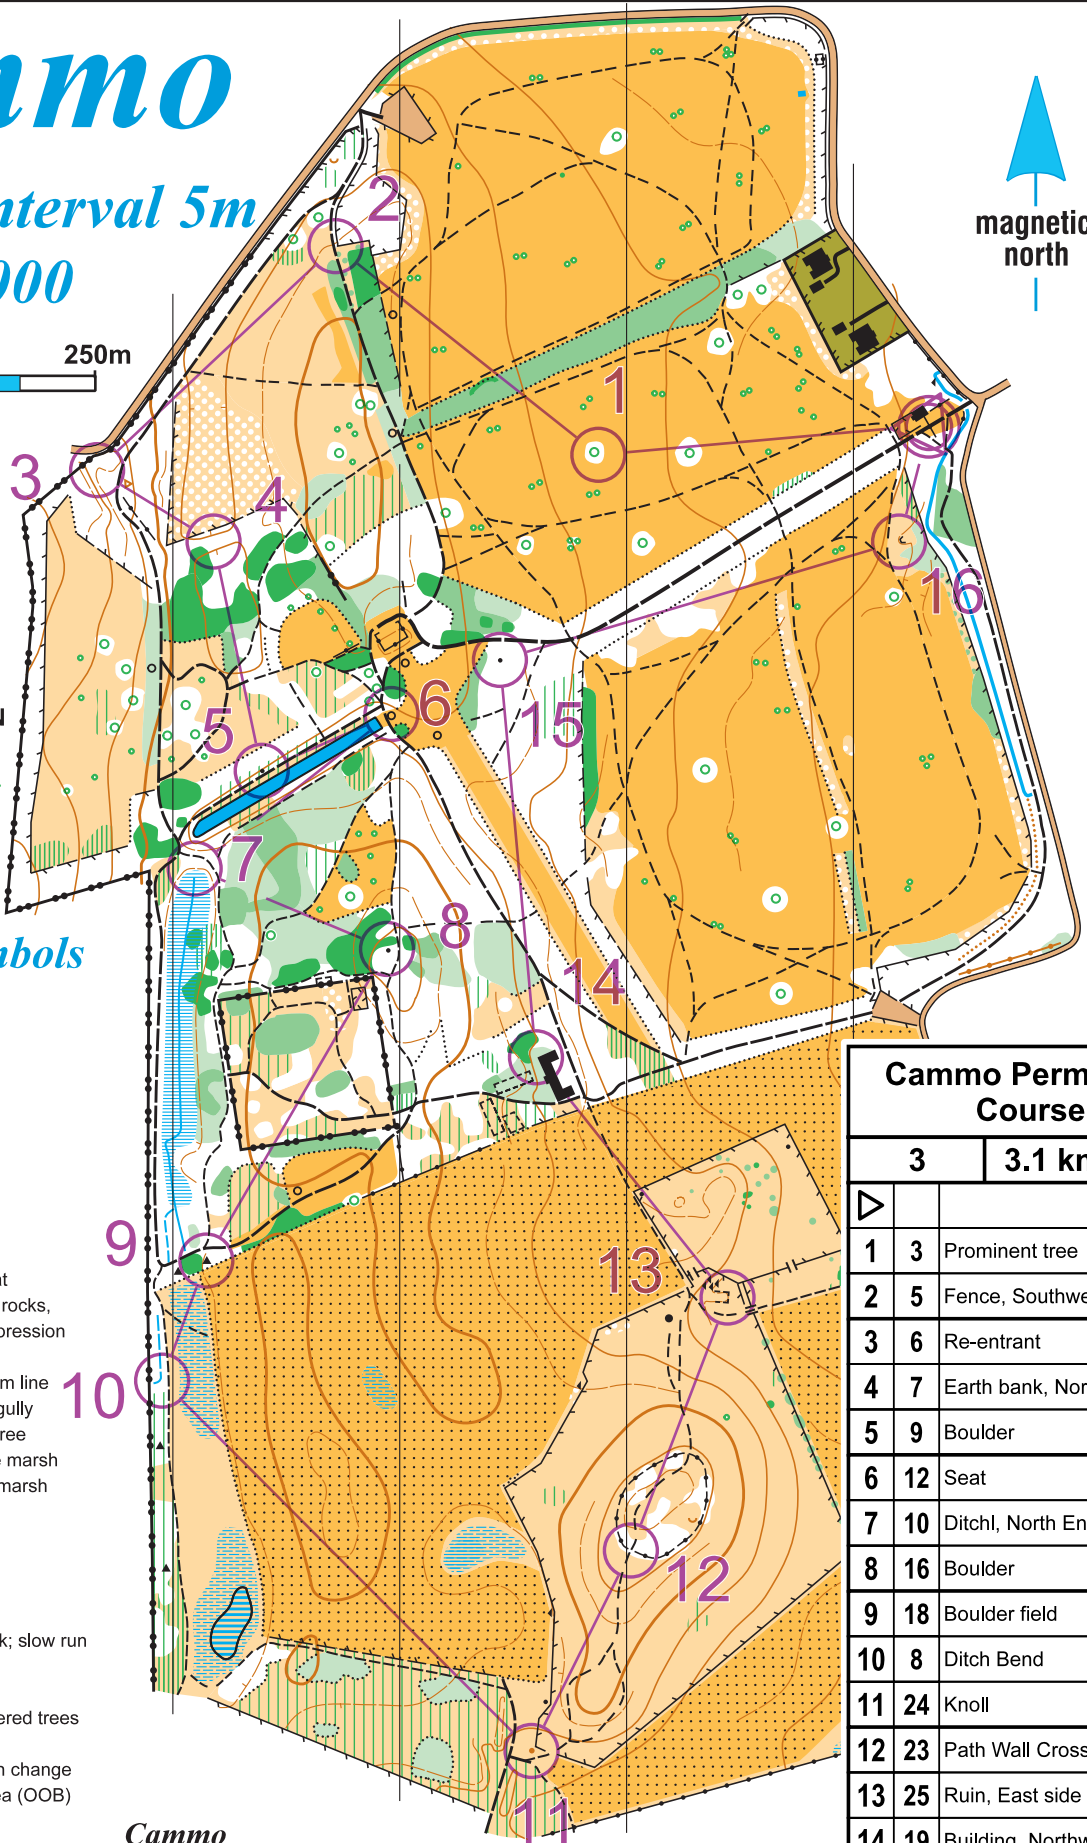 mmo
nterval 5m
000
250m
magnetic
north
2
1
3
4
16
6
5
15
7
8
14
9
13
10
12
11
nbols
nt
rocks,
pression
m line
gully
ree
e marsh
marsh
k; slow run
ered trees
n change
ea (OOB)
Cammo
Cammo Perm
Course
3 3.1 km
1 3 Prominent tree
2 5 Fence, Southwe
3 6 Re-entrant
4 7 Earth bank, Nor
5 9 Boulder
6 12 Seat
7 10 Ditchl, North En
8 16 Boulder
9 18 Boulder field
10 8 Ditch Bend
11 24 Knoll
12 23 Path Wall Cross
13 25 Ruin, East side
14 19 Building, Northw